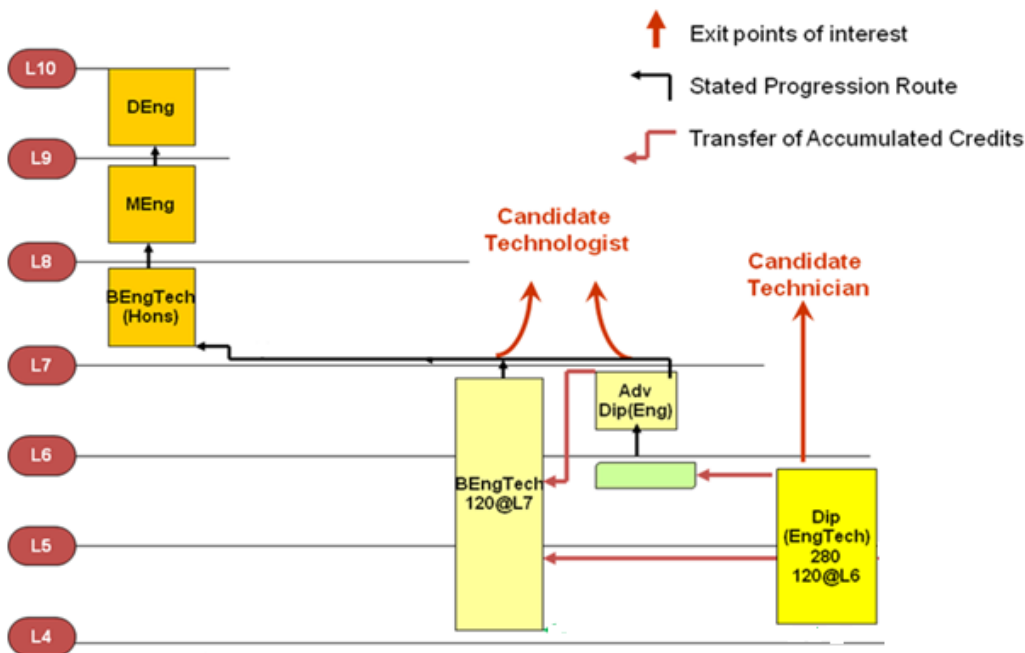 Exit points of interest
L10
Stated Progression Route
DEng
Transfer of Accumulated Credits
L9
MEng
Candidate
Technologist
L8
Candidate
Technician
BEngTech
(Hons)
L7
Adv
Dip(Eng)
L6
BEngTech
120@L7
Dip
(EngTech)
280
120@L6
L5
L4